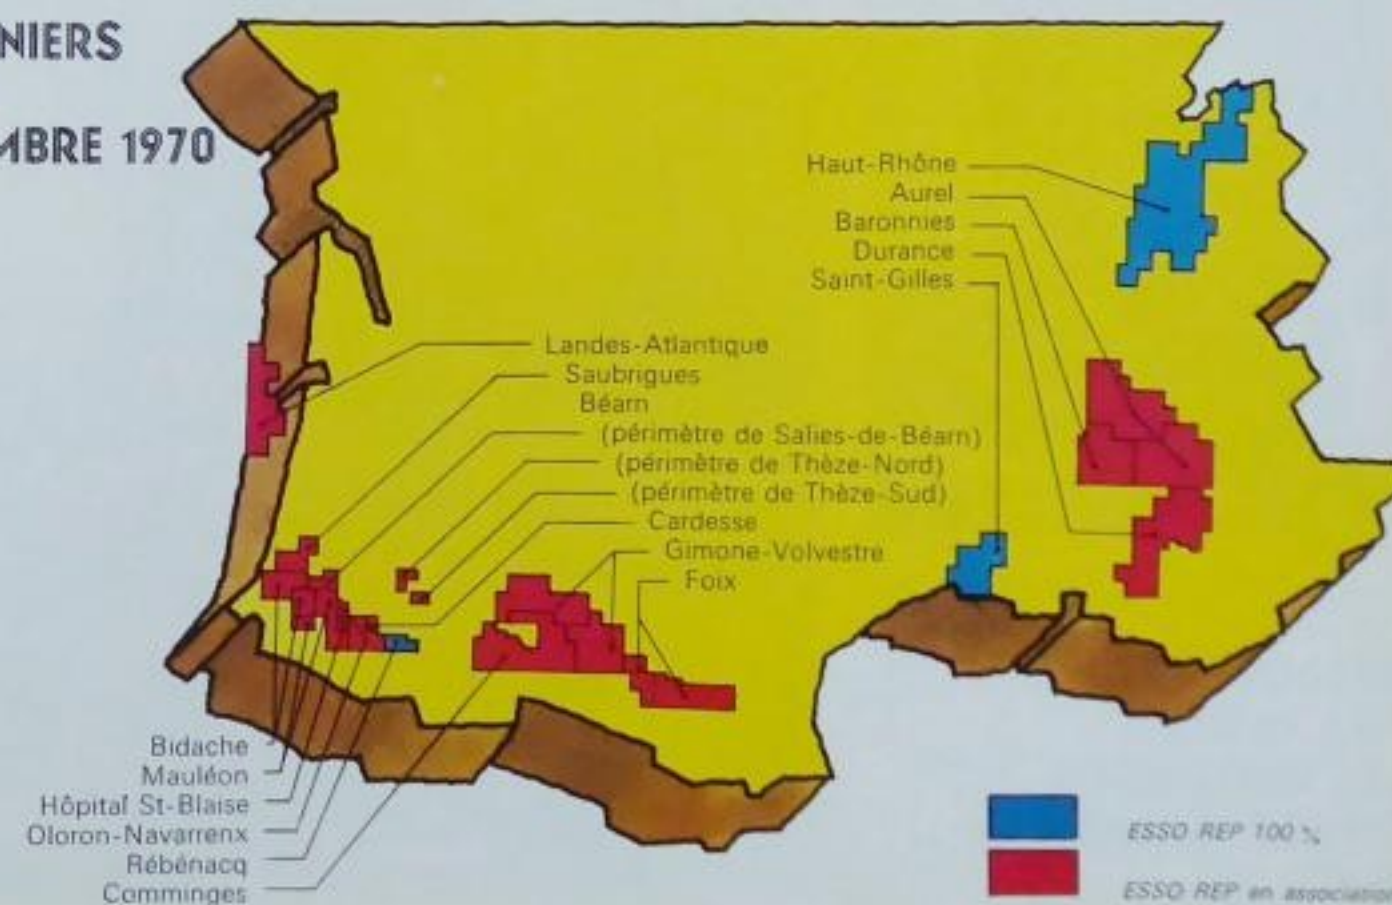 NIERS
MBRE 1970
Haut-Rhône
Aurel
Baronnies
Durance
Saint-Gilles
Landes-Atlantique
Saubrigues
Béarn
(périmètre de Salies-de-Béarn)
(périmètre de Thèze-Nord)
(périmètre de Thèze-Sud)
Cardesse
Gimone-Volvestre
Foix
Bidache
Mauléon
Hôpital St-Blaise
Oloron-Navarrenx
Rébénacq
Comminges
ESSO REP 100 %
ESSO REP en association